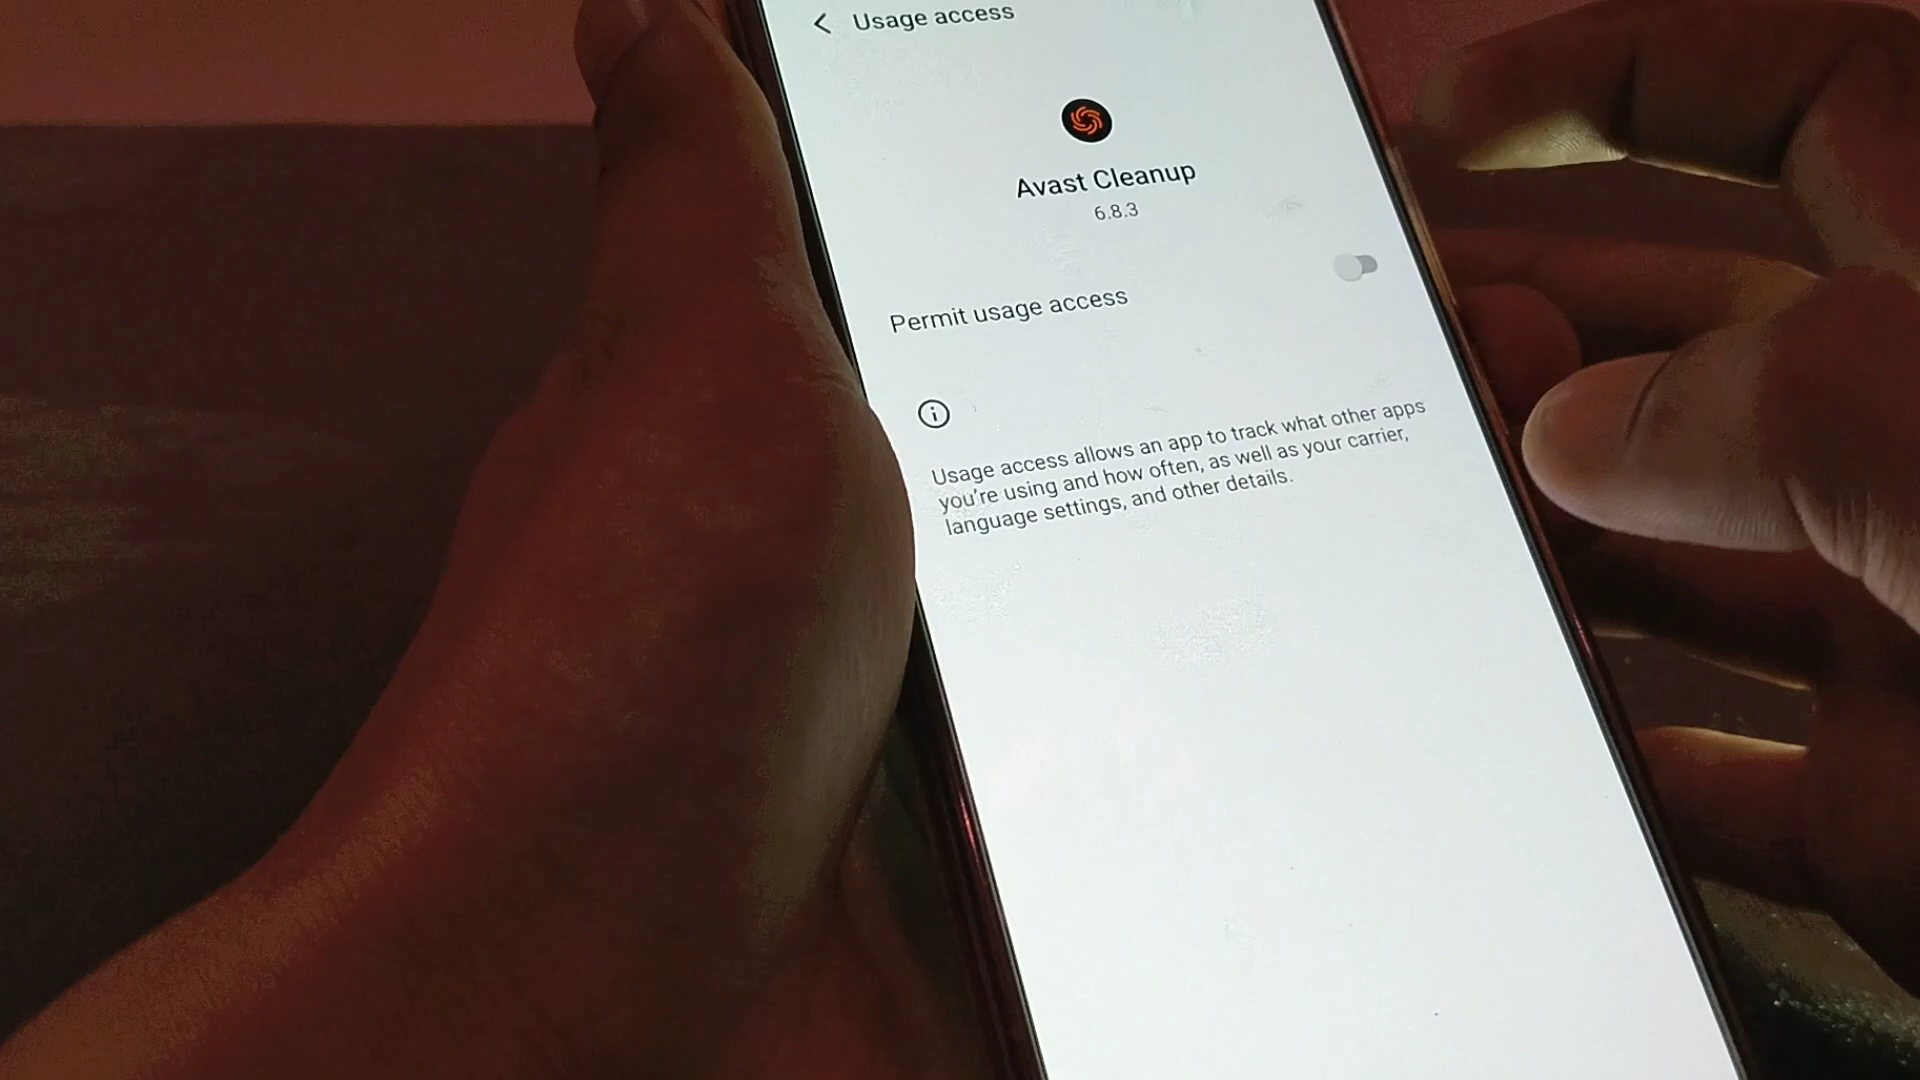 Usage access
Avast Cleanup
6.8.3
Permit usage access
Usage access allows an app to track what other apps
you're using and how often, as well as your carrier,
language settings, and other details.